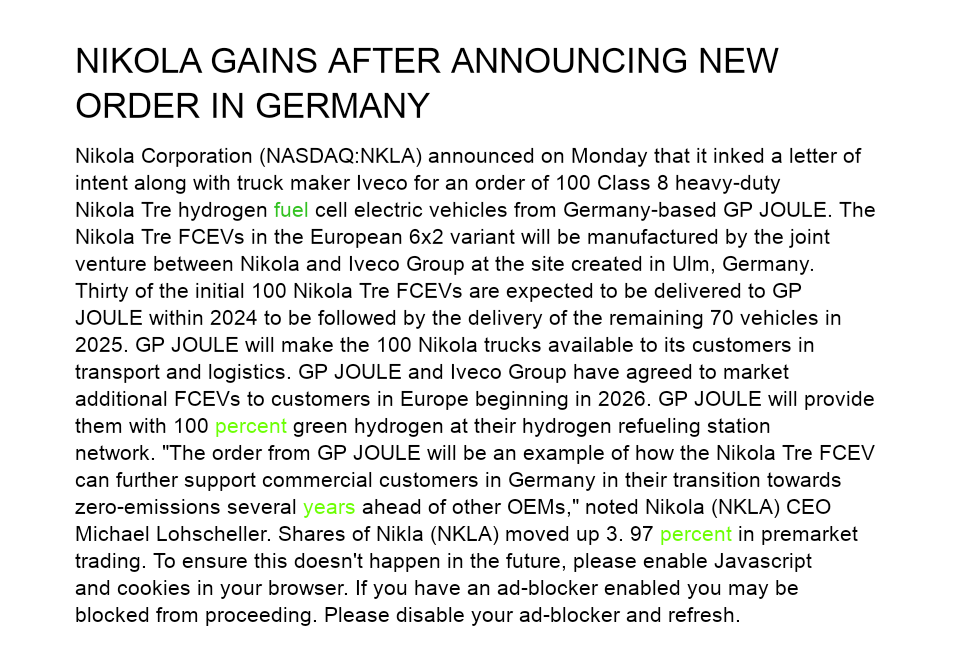 NIKOLA GAINS AFTER ANNOUNCING NEW
ORDER IN GERMANY
Nikola Corporation (NASDAQ:NKLA) announced on Monday that it inked a letter of
intent along with truck maker Iveco for an order of 100 Class 8 heavy-duty
Nikola Tre hydrogen fuel cell electric vehicles from Germany-based GP JOULE. The
Nikola Tre FCEVs in the European 6x2 variant will be manufactured by the joint
venture between Nikola and Iveco Group at the site created in Ulm, Germany.
Thirty of the initial 100 Nikola Tre FCEVs are expected to be delivered to GP
JOULE within 2024 to be followed by the delivery of the remaining 70 vehicles in
2025. GP JOULE will make the 100 Nikola trucks available to its customers in
transport and logistics. GP JOULE and Iveco Group have agreed to market
additional FCEVs to customers in Europe beginning in 2026. GP JOULE will provide
them with 100 percent green hydrogen at their hydrogen refueling station
network. "The order from GP JOULE will be an example of how the Nikola Tre FCEV
can further support commercial customers in Germany in their transition towards
zero-emissions several years ahead of other OEMs," noted Nikola (NKLA) CEO
Michael Lohscheller. Shares of Nikla (NKLA) moved up 3. 97 percent in premarket
trading. To ensure this doesn't happen in the future, please enable Javascript
and cookies in your browser. If you have an ad-blocker enabled you may be
blocked from proceeding. Please disable your ad-blocker and refresh.